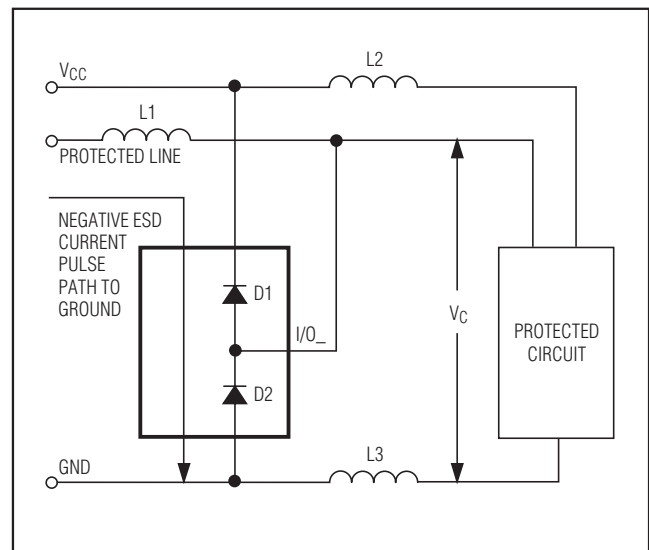 VCC
L2
L1
PROTECTED LINE
NEGATIVE ESD
CURRENT
PULSE
PATH TO
GROUND
D1
I/O_
VC
PROTECTED
CIRCUIT
D2
L3
GND